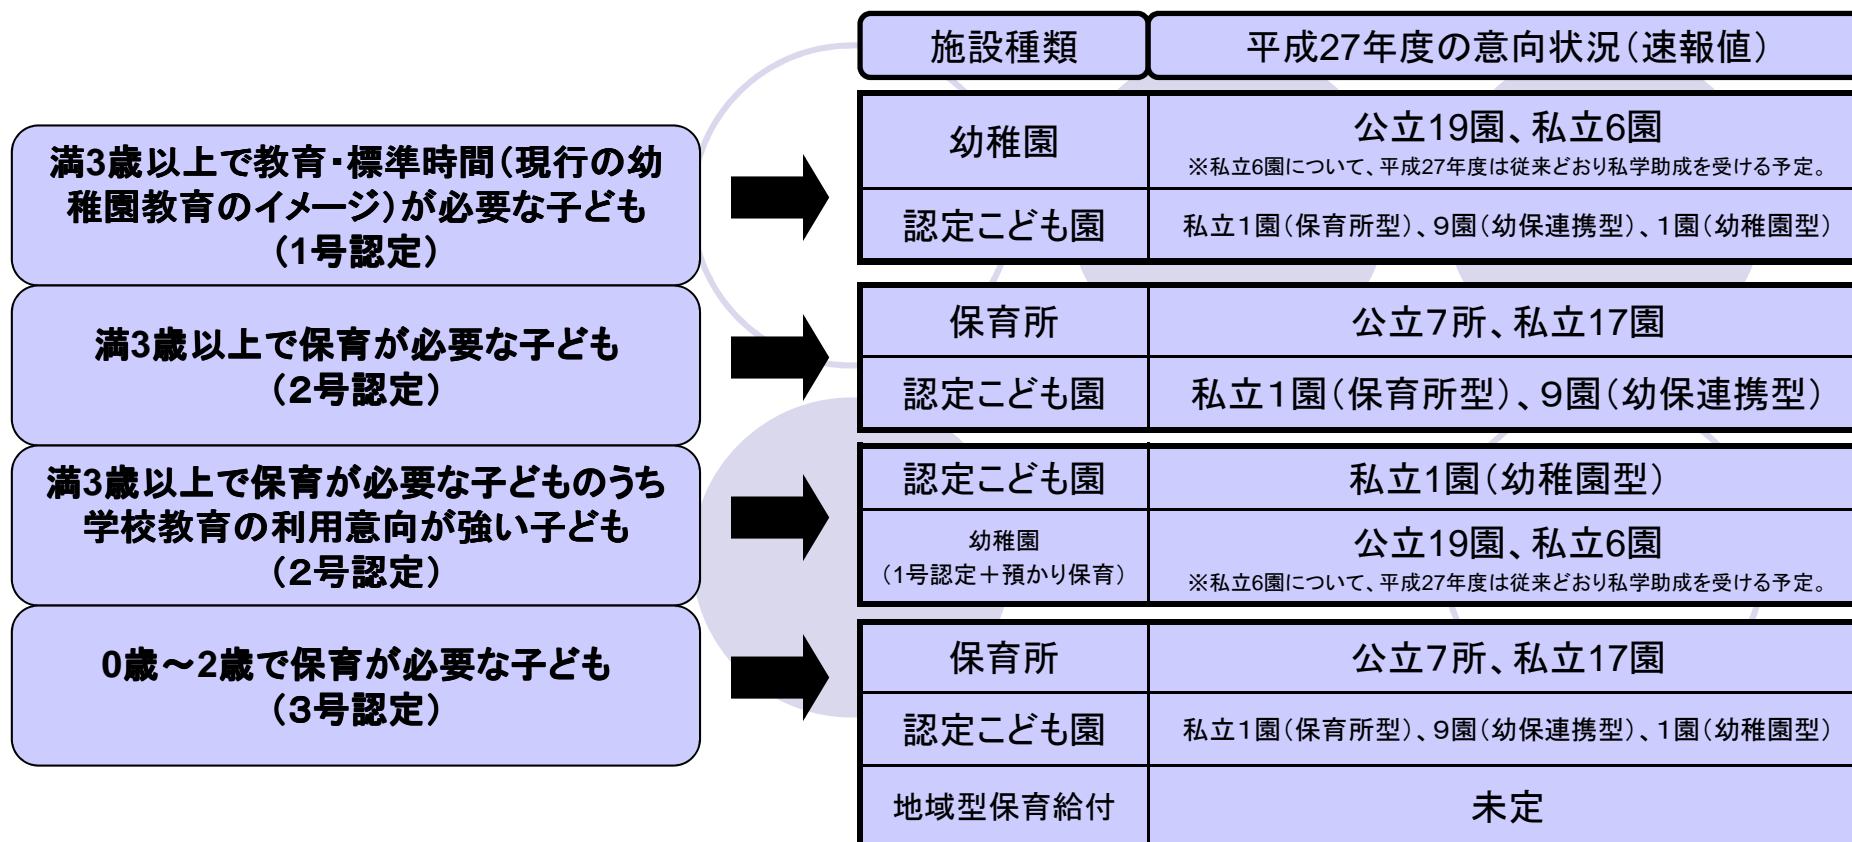 施設種類
平成27年度の意向状況（速報値）
満3歳以上で教育・標準時間（現行の幼
稚園教育のイメージ）が必要な子ども
（1号認定）
幼稚園
公立19園、私立6園
※私立6園について、平成27年度は従来どおり私学助成を受ける予定。
認定こども園
私立1園（保育所型）、9園（幼保連携型）、1園（幼稚園型）
満3歳以上で保育が必要な子ども
（2号認定）
保育所
公立7所、私立17園
認定こども園
私立1園（保育所型）、9園（幼保連携型）
満3歳以上で保育が必要な子どものうち
学校教育の利用意向が強い子ども
（2号認定）
認定こども園
私立1園（幼稚園型）
幼稚園
（1号認定＋預かり保育）
公立19園、私立6園
※私立6園について、平成27年度は従来どおり私学助成を受ける予定。
0歳～2歳で保育が必要な子ども
（3号認定）
保育所
公立7所、私立17園
認定こども園
私立1園（保育所型）、9園（幼保連携型）、1園（幼稚園型）
地域型保育給付
未定